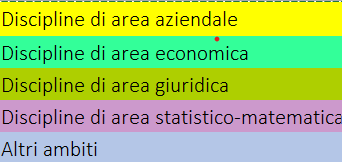 Discipline di area aziendale
Discipline di area economica
Discipline di area giuridica
Discipline di area statistico-matematica
Altri ambiti